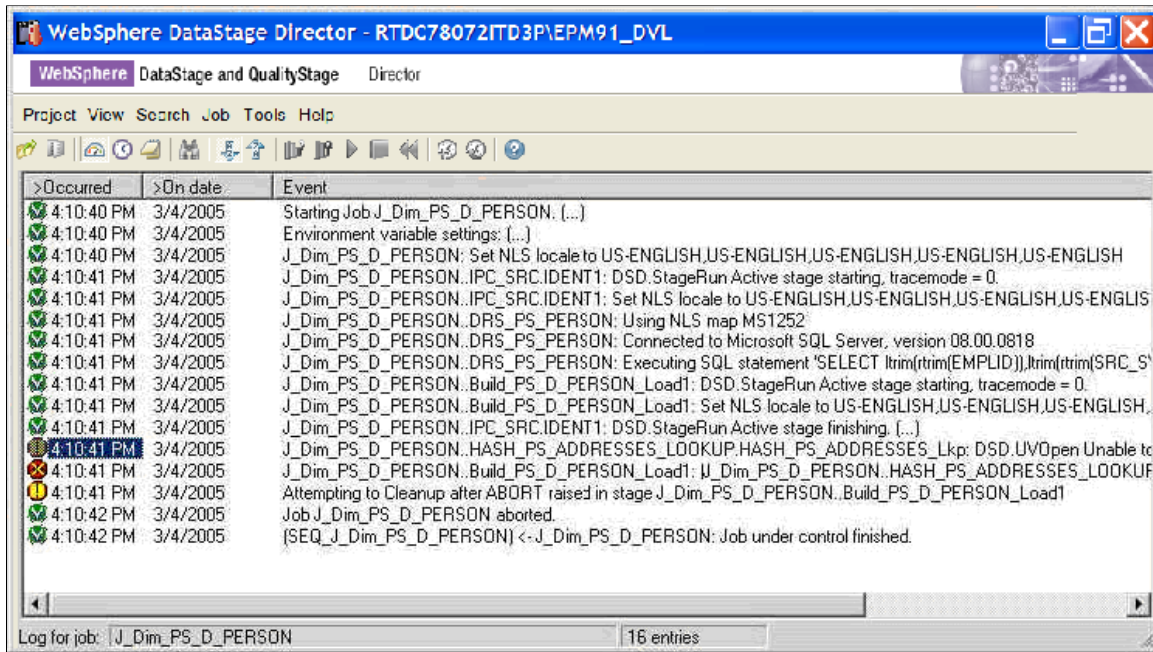 WebSphere DataStage Director - RTDC78072ITD3P\EPM91_DVL
WebSphere DataStage and QualityStage Director
Project View Search Job Tools Help
>Occurred >On date Event
4:10:40 PM 3/4/2005 Starting Job J_Dim_PS_D_PERSON. (...)
4:10:40 PM 3/4/2005 Environment variable settings: (...)
4:10:40 PM 3/4/2005 J_Dim_PS_D_PERSON: Set NLS locale to US-ENGLISH,US-ENGLISH,US-ENGLISH,US-ENGLISH,US-ENGLISH
4:10:41 PM 3/4/2005 J_Dim_PS_D_PERSON..IPC_SRC.IDENT1: DSD.StageRun Active stage starting, tracemode = 0.
4:10:41 PM 3/4/2005 J_Dim_PS_D_PERSON..IPC_SRC.IDENT1: Set NLS locale to US-ENGLISH,US-ENGLISH,US-ENGLISH,US-ENGLIS
4:10:41 PM 3/4/2005 J_Dim_PS_D_PERSON..DRS_PS_PERSON: Using NLS map MS1252
4:10:41 PM 3/4/2005 J_Dim_PS_D_PERSON..DRS_PS_PERSON: Connected to Microsoft SQL Server, version 08.00.0818
4:10:41 PM 3/4/2005 J_Dim_PS_D_PERSON..DRS_PS_PERSON: Executing SQL statement 'SELECT ltrim(rtrim(EMPLID)),ltrim(rtrim(SRC_S
4:10:41 PM 3/4/2005 J_Dim_PS_D_PERSON..Build_PS_D_PERSON_Load1: DSD.StageRun Active stage starting, tracemode = 0.
4:10:41 PM 3/4/2005 J_Dim_PS_D_PERSON..Build_PS_D_PERSON_Load1: Set NLS locale to US-ENGLISH,US-ENGLISH,US-ENGLISH,
4:10:41 PM 3/4/2005 J_Dim_PS_D_PERSON..IPC_SRC.IDENT1: DSD.StageRun Active stage finishing. (...)
4:10:41 PM 3/4/2005 J_Dim_PS_D_PERSON..HASH_PS_ADDRESSES_LOOKUP.HASH_PS_ADDRESSES_Lkp: DSD.UVOpen Unable to
4:10:41 PM 3/4/2005 J_Dim_PS_D_PERSON..Build_PS_D_PERSON_Load1: |J_Dim_PS_D_PERSON..HASH_PS_ADDRESSES_LOOKUP
4:10:41 PM 3/4/2005 Attempting to Cleanup after ABORT raised in stage J_Dim_PS_D_PERSON..Build_PS_D_PERSON_Load1
4:10:42 PM 3/4/2005 Job J_Dim_PS_D_PERSON aborted.
4:10:42 PM 3/4/2005 (SEQ_J_Dim_PS_D_PERSON) <- J_Dim_PS_D_PERSON: Job under control finished.
Log for job: J_Dim_PS_D_PERSON 16 entries